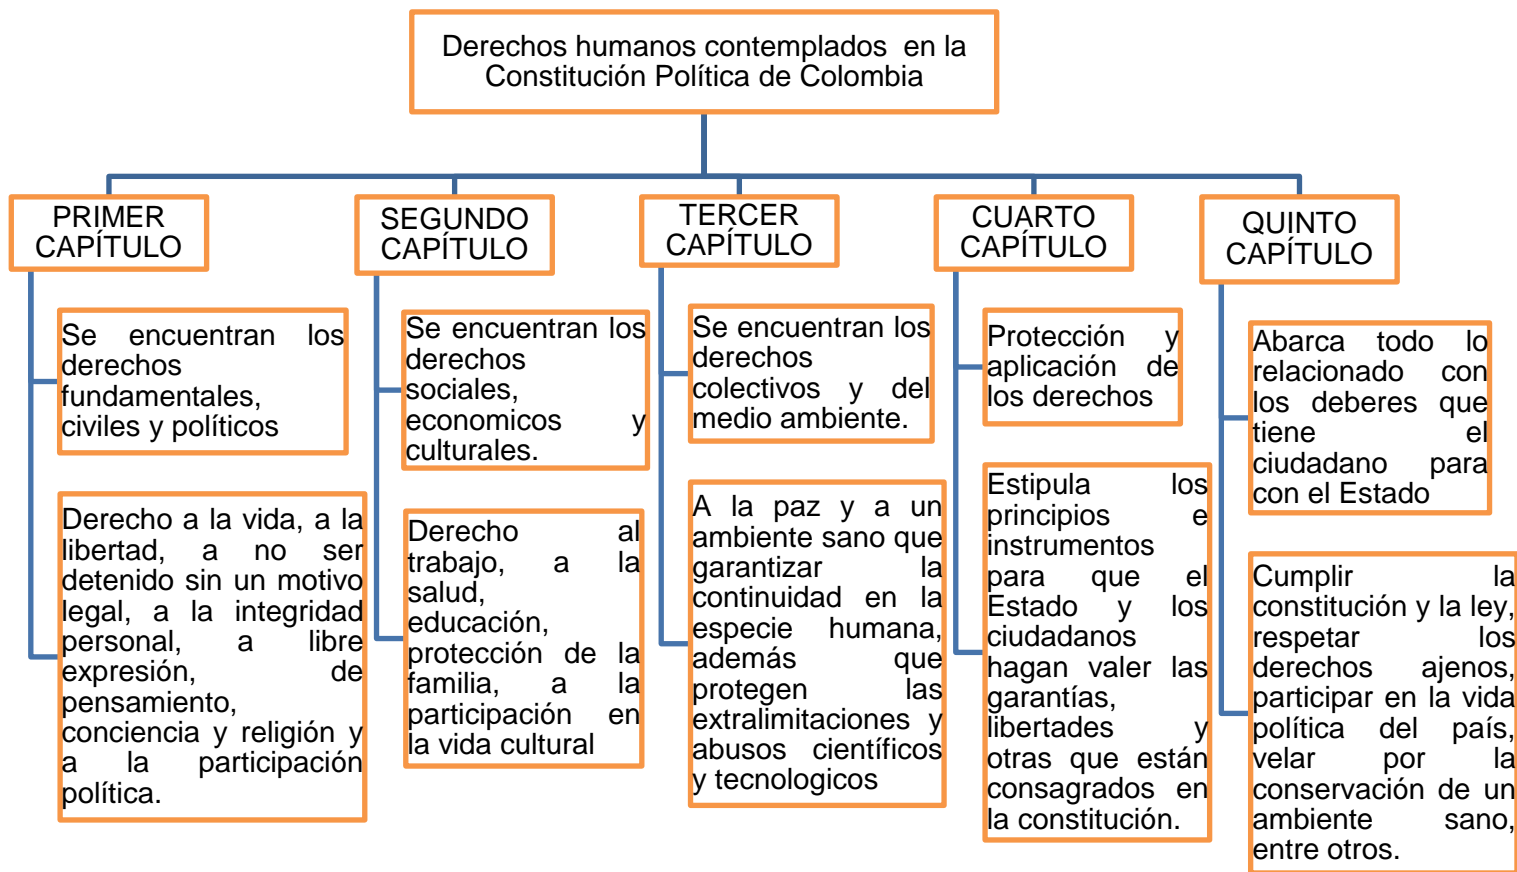 Derechos humanos contemplados en la
Constitución Política de Colombia
PRIMER
CAPÍTULO
Se encuentran los
derechos
fundamentales,
civiles y políticos
Derecho a la vida, a la
libertad, a no ser
detenido sin un motivo
legal, a la integridad
personal, a libre
expresión, de
pensamiento,
conciencia y religión y
a la participación
política.
SEGUNDO
CAPÍTULO
Se encuentran los
derechos
sociales,
economicos y
culturales.
Derecho al
trabajo, a la
salud,
educación,
protección de la
familia, a la
participación en
la vida cultural
TERCER
CAPÍTULO
Se encuentran los
derechos
colectivos y del
medio ambiente.
A la paz y a un
ambiente sano que
garantizar la
continuidad en la
especie humana,
además que
protegen las
extralimitaciones y
abusos científicos
y tecnologicos
CUARTO
CAPÍTULO
Protección y
aplicación de
los derechos
Estipula los
principios e
instrumentos
para que el
Estado y los
ciudadanos
hagan valer las
garantías,
libertades y
otras que están
consagrados en
la constitución.
QUINTO
CAPÍTULO
Abarca todo lo
relacionado con
los deberes que
tiene el
ciudadano para
con el Estado
Cumplir la
constitución y la ley,
respetar los
derechos ajenos,
participar en la vida
política del país,
velar por la
conservación de un
ambiente sano,
entre otros.